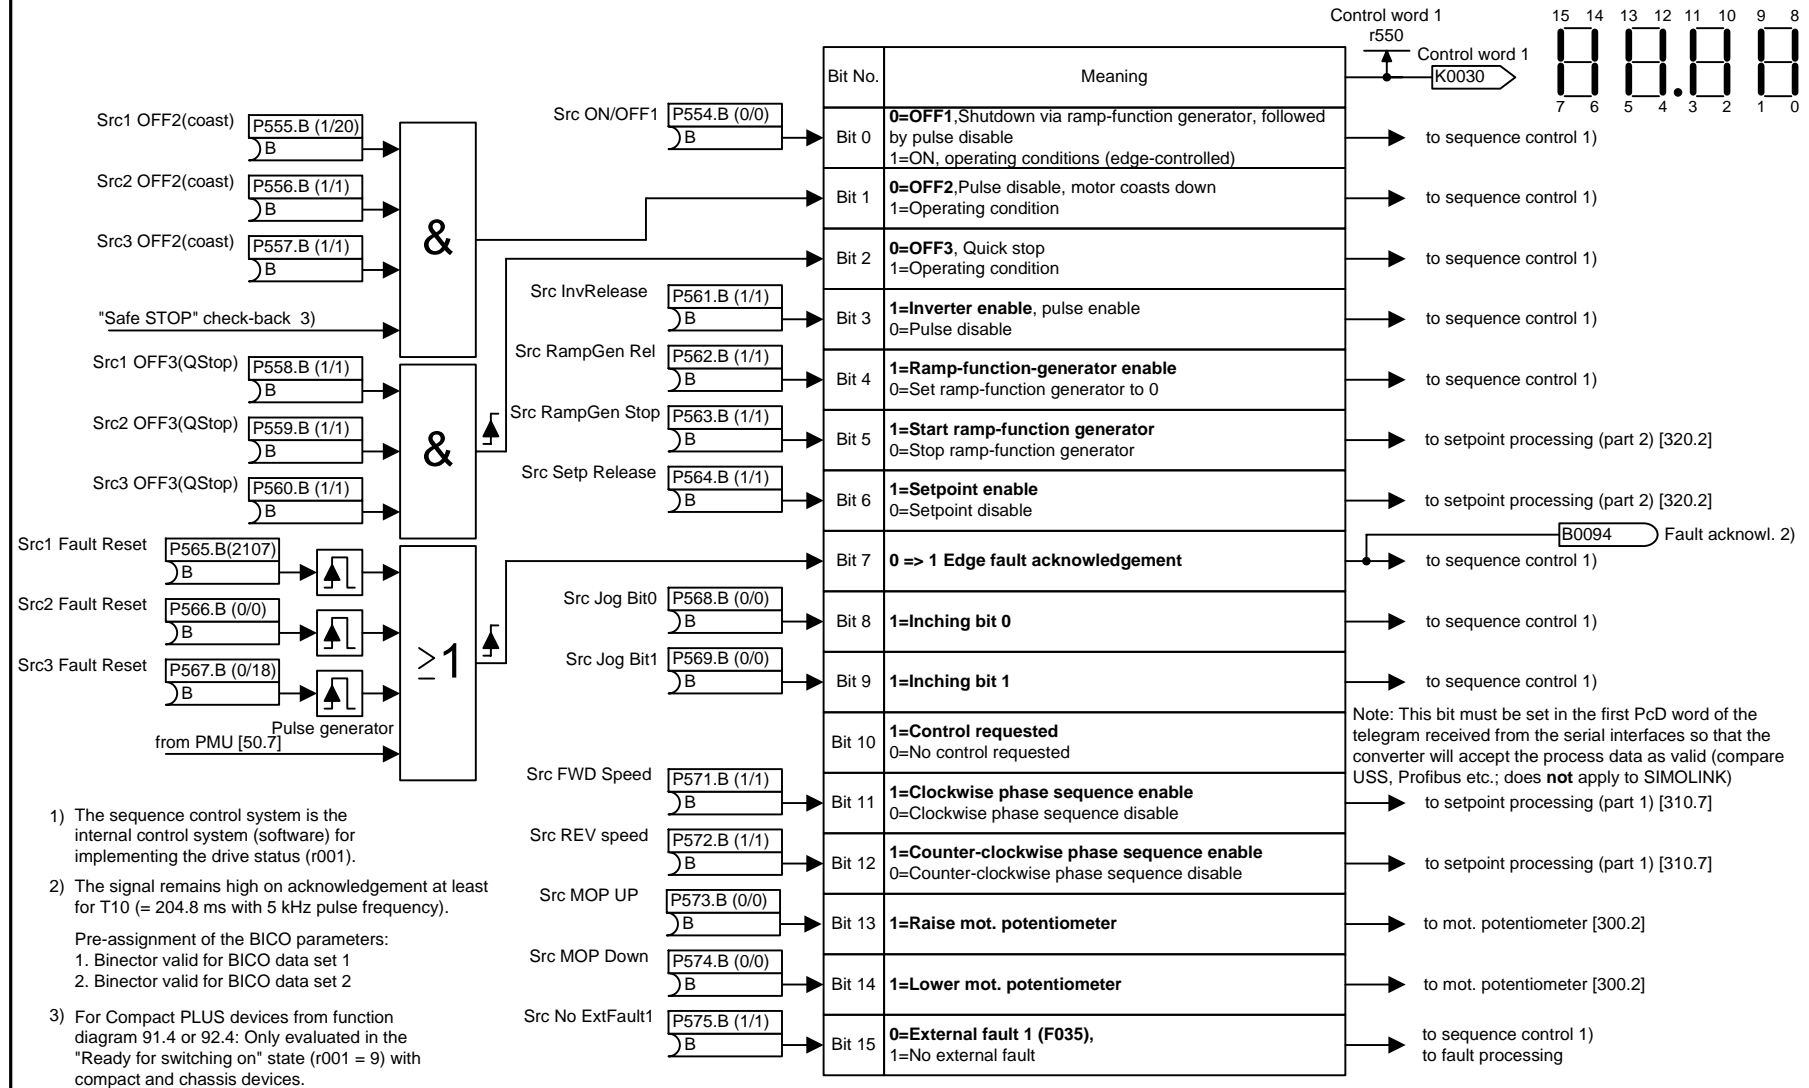 Control word 1
r550
Control word 1
K0030
15 14 13 12 11 10 9 8
7 6 5 4 3 2 1 0
Bit No. Meaning
Src1 OFF2(coast) P555.B (1/20)
B
Src2 OFF2(coast) P556.B (1/1)
B
Src3 OFF2(coast) P557.B (1/1)
B
"Safe STOP" check-back 3)
&
Src1 OFF3(QStop) P558.B (1/1)
B
Src2 OFF3(QStop) P559.B (1/1)
B
Src3 OFF3(QStop) P560.B (1/1)
B
&
Src1 Fault Reset P565.B(2107)
B
Src2 Fault Reset P566.B (0/0)
B
Src3 Fault Reset P567.B (0/18)
B
Pulse generator
from PMU [50.7]
≥1
Src ON/OFF1 P554.B (0/0)
B
Bit 0
0=OFF1,Shutdown via ramp-function generator, followed
by pulse disable
1=ON, operating conditions (edge-controlled)
to sequence control 1)
Bit 1
0=OFF2,Pulse disable, motor coasts down
1=Operating condition
to sequence control 1)
Bit 2
0=OFF3, Quick stop
1=Operating condition
to sequence control 1)
Src InvRelease P561.B (1/1)
B
Bit 3
1=Inverter enable, pulse enable
0=Pulse disable
to sequence control 1)
Src RampGen Rel P562.B (1/1)
B
Bit 4
1=Ramp-function-generator enable
0=Set ramp-function generator to 0
to sequence control 1)
Src RampGen Stop P563.B (1/1)
B
Bit 5
1=Start ramp-function generator
0=Stop ramp-function generator
to setpoint processing (part 2) [320.2]
Src Setp Release P564.B (1/1)
B
Bit 6
1=Setpoint enable
0=Setpoint disable
to setpoint processing (part 2) [320.2]
B0094 Fault acknowl. 2)
Bit 7
0 => 1 Edge fault acknowledgement
to sequence control 1)
Src Jog Bit0 P568.B (0/0)
B
Bit 8
1=Inching bit 0
to sequence control 1)
Src Jog Bit1 P569.B (0/0)
B
Bit 9
1=Inching bit 1
to sequence control 1)
Bit 10
1=Control requested
0=No control requested
Note: This bit must be set in the first PcD word of the
telegram received from the serial interfaces so that the
converter will accept the process data as valid (compare
USS, Profibus etc.; does not apply to SIMOLINK)
Src FWD Speed P571.B (1/1)
B
Bit 11
1=Clockwise phase sequence enable
0=Clockwise phase sequence disable
to setpoint processing (part 1) [310.7]
Src REV speed P572.B (1/1)
B
Bit 12
1=Counter-clockwise phase sequence enable
0=Counter-clockwise phase sequence disable
to setpoint processing (part 1) [310.7]
Src MOP UP P573.B (0/0)
B
Bit 13
1=Raise mot. potentiometer
to mot. potentiometer [300.2]
Src MOP Down P574.B (0/0)
B
Bit 14
1=Lower mot. potentiometer
to mot. potentiometer [300.2]
Src No ExtFault1 P575.B (1/1)
B
Bit 15
0=External fault 1 (F035),
1=No external fault
to sequence control 1)
to fault processing
1) The sequence control system is the
internal control system (software) for
implementing the drive status (r001).
2) The signal remains high on acknowledgement at least
for T10 (= 204.8 ms with 5 kHz pulse frequency).
Pre-assignment of the BICO parameters:
1. Binector valid for BICO data set 1
2. Binector valid for BICO data set 2
3) For Compact PLUS devices from function
diagram 91.4 or 92.4: Only evaluated in the
"Ready for switching on" state (r001 = 9) with
compact and chassis devices.